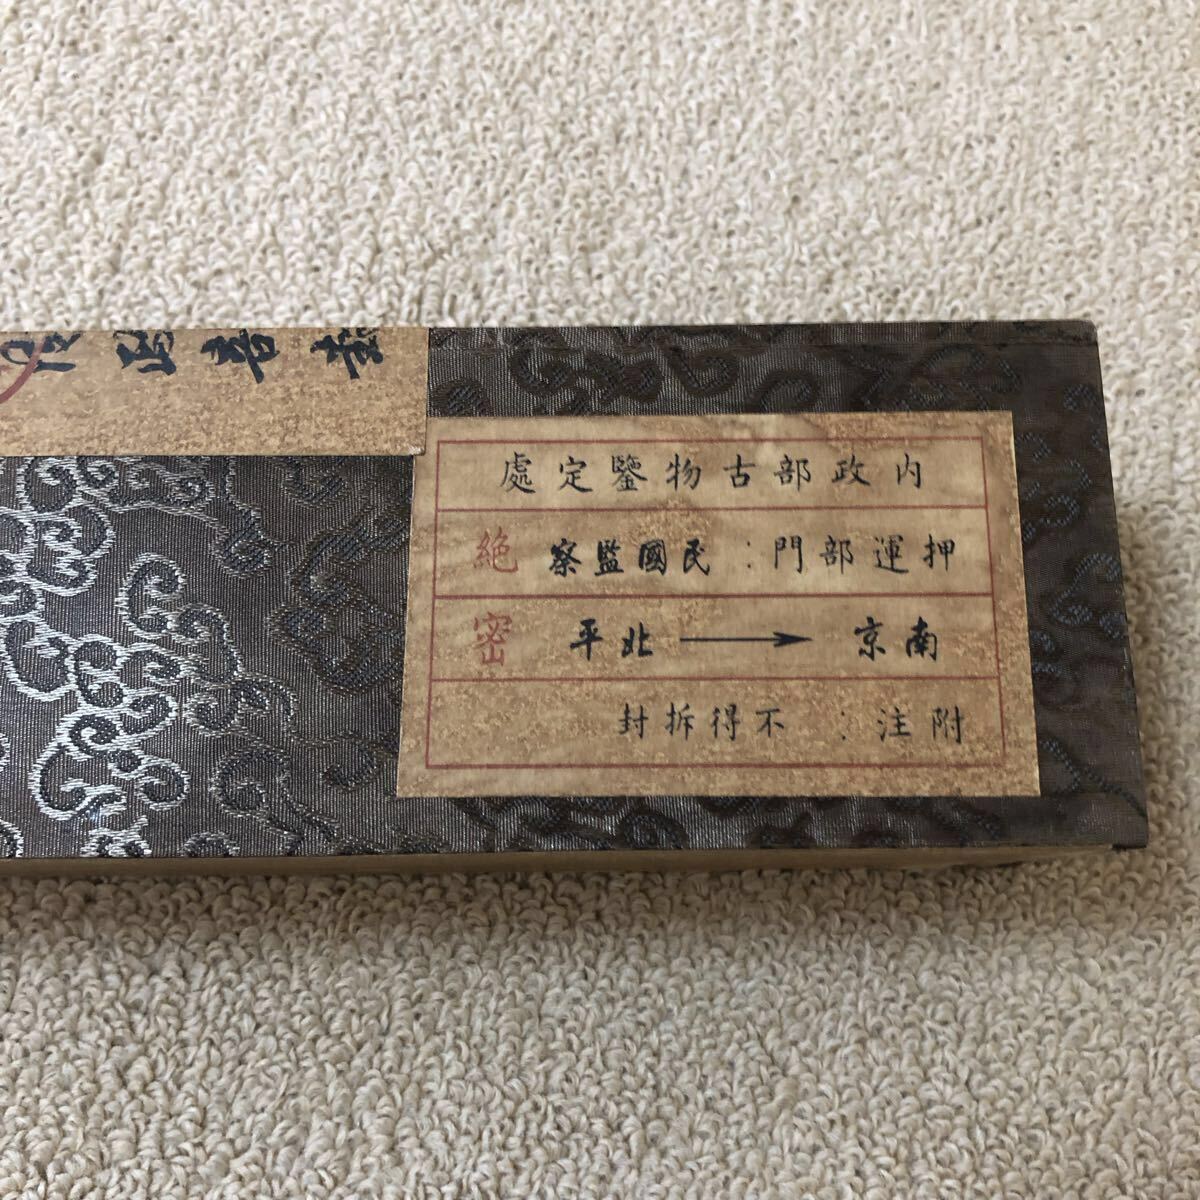 内政部古物鑒定處
押運部門：民國監察
絕密
南京 ← 北平
附注：不得拆封